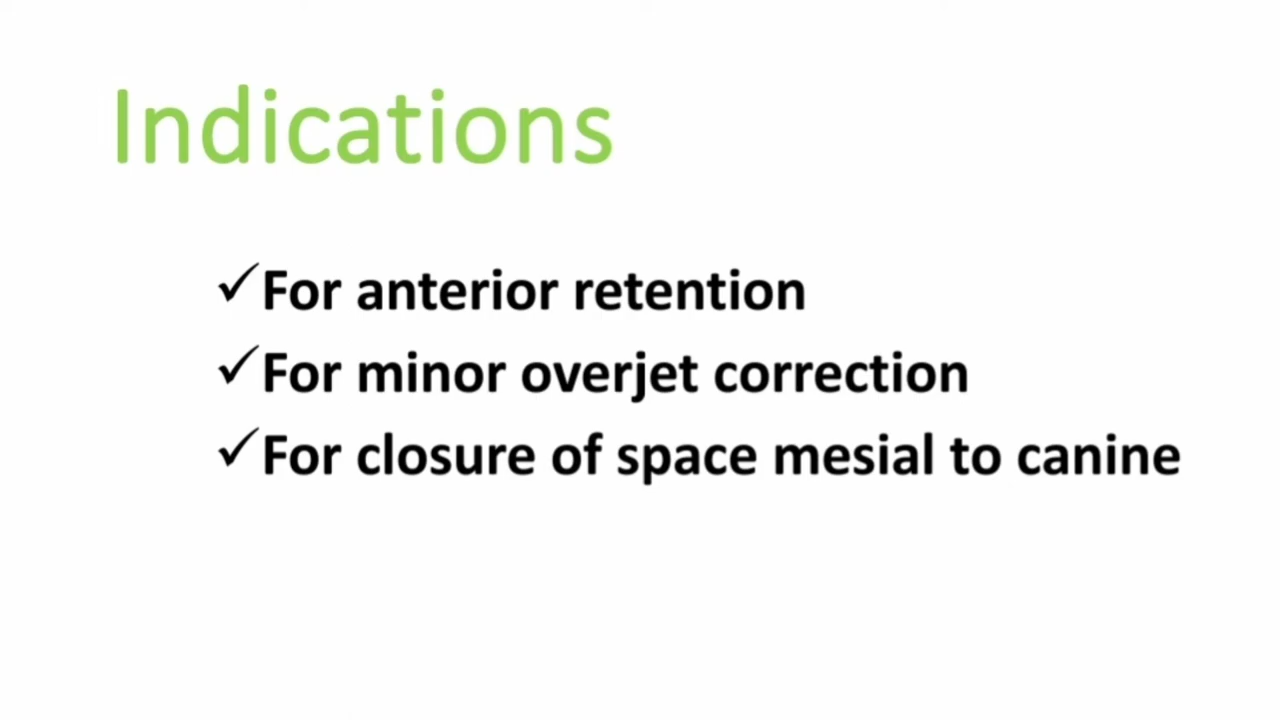 Indications
✓For anterior retention
✓For minor overjet correction
✓For closure of space mesial to canine